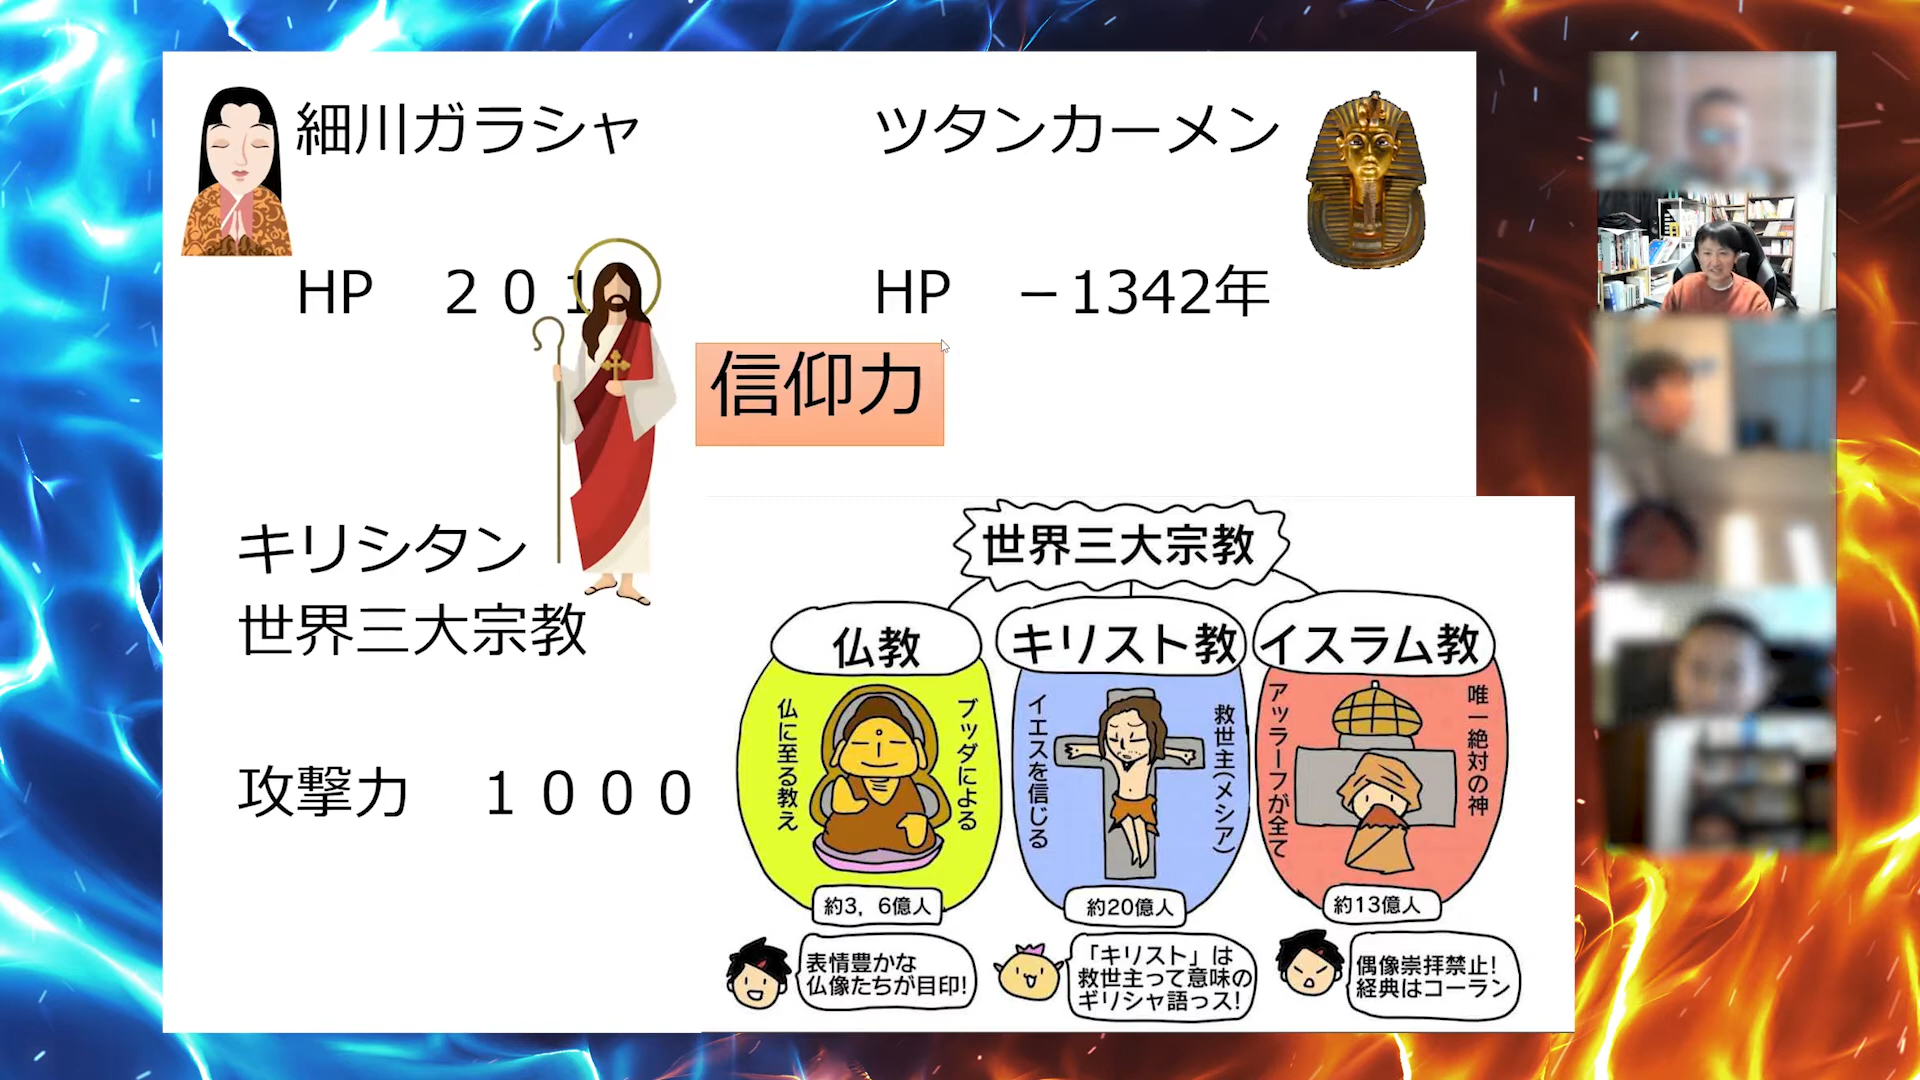 細川ガラシャ
ツタンカーメン
HP ２０１
HP －1342年
信仰力
キリシタン
世界三大宗教
攻撃力 １０００
世界三大宗教
仏教
キリスト教
イスラム教
ブッダによる
仏に至る教え
救世主(メシア)
イエスを信じる
唯一絶対の神
アッラーフが全て
約3，6億人
約20億人
約13億人
表情豊かな
仏像たちが目印!
「キリスト」は
救世主って意味の
ギリシャ語っス!
偶像崇拝禁止!
経典はコーラン